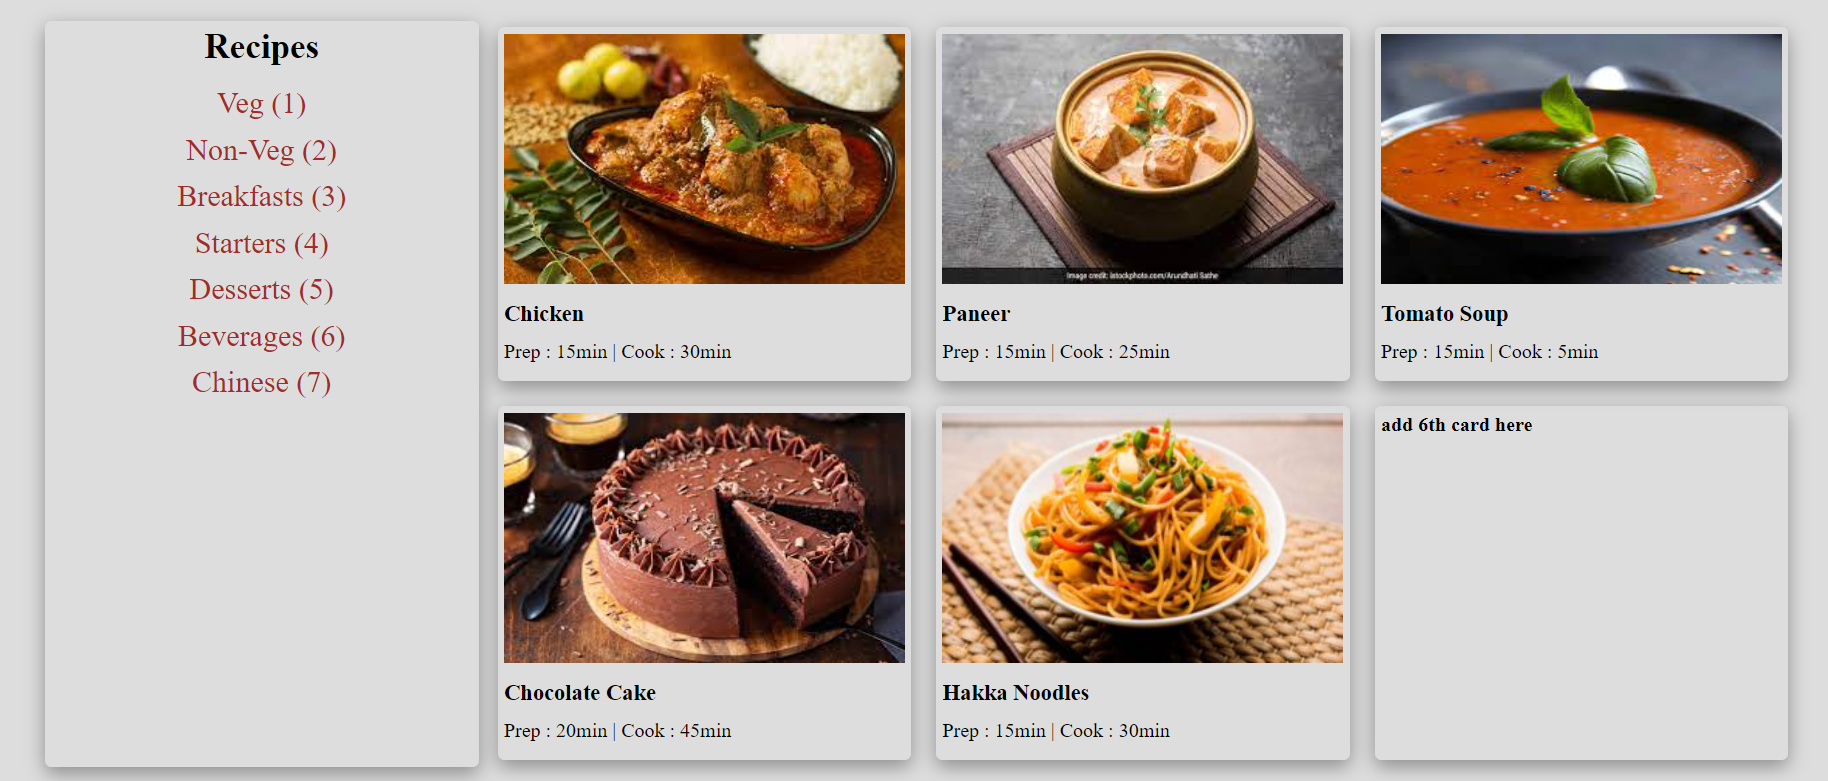 Recipes
Veg (1)
Non-Veg (2)
Breakfasts (3)
Starters (4)
Desserts (5)
Beverages (6)
Chinese (7)
Image credit: istockphoto.com/Arundhati Sathe
Chicken
Prep : 15min | Cook : 30min
Paneer
Prep : 15min | Cook : 25min
Tomato Soup
Prep : 15min | Cook : 5min
Chocolate Cake
Prep : 20min | Cook : 45min
Hakka Noodles
Prep : 15min | Cook : 30min
add 6th card here